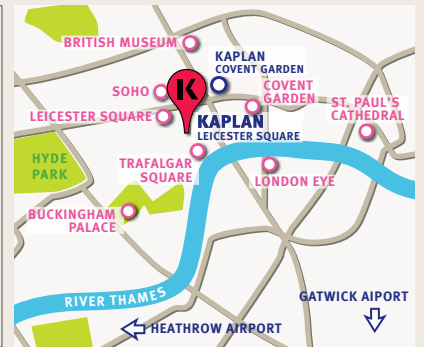 BRITISH MUSEUM
KAPLAN
COVENT GARDEN
SOHO
K
COVENT
GARDEN
LEICESTER SQUARE
KAPLAN
LEICESTER SQUARE
ST. PAUL'S
CATHEDRAL
HYDE
PARK
TRAFALGAR
SQUARE
LONDON EYE
BUCKINGHAM
PALACE
RIVER THAMES
GATWICK AIPORT
HEATHROW AIRPORT